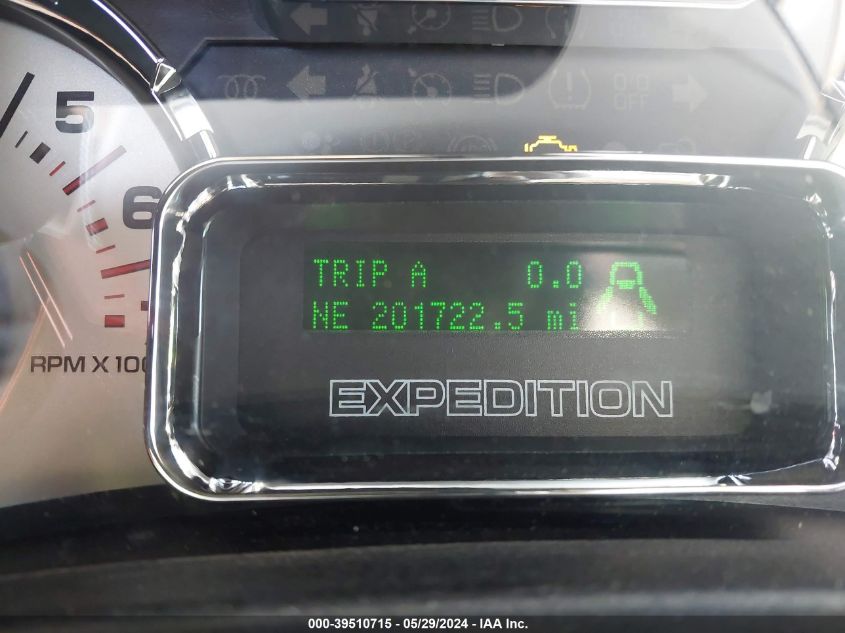 5
6
RPM X 100
OFF
TRIP A 0.0
NE 201722.5 mi
EXPEDITION
000-39510715 - 05/29/2024 - IAA Inc.